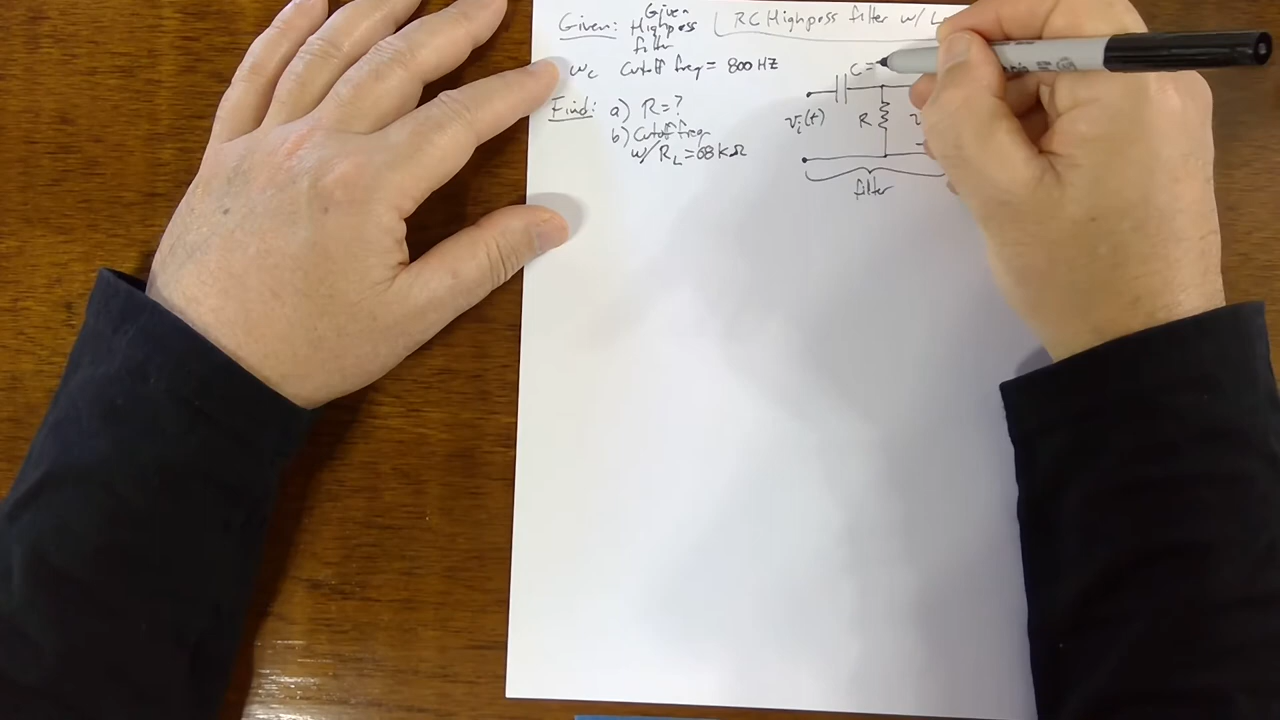 Given: Given Highpass filter
RC Highpass filter w/
ωc Cutoff freq = 800 HZ
Find: a) R=?
b) Cutoff freq
w/ RL=68 kΩ
C =
vi(t)
R
filter